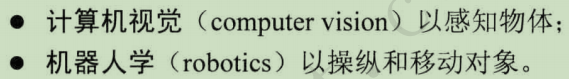 ● 计算机视觉（computer vision）以感知物体；
● 机器人学（robotics）以操纵和移动对象。